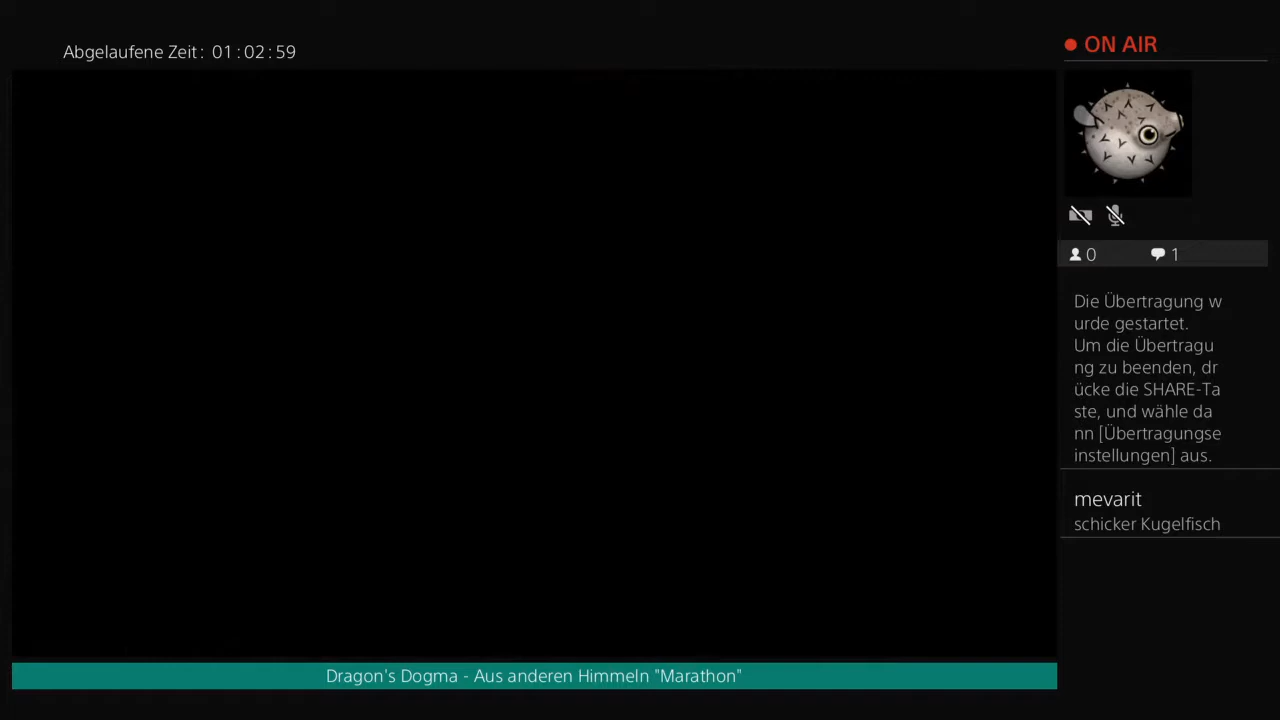 Abgelaufene Zeit: 01:02:59
ON AIR
0 1
Die Übertragung w
urde gestartet.
Um die Übertragu
ng zu beenden, dr
ücke die SHARE-Ta
ste, und wähle da
nn [Übertragungse
instellungen] aus.
mevarit
schicker Kugelfisch
Dragon's Dogma - Aus anderen Himmeln "Marathon"